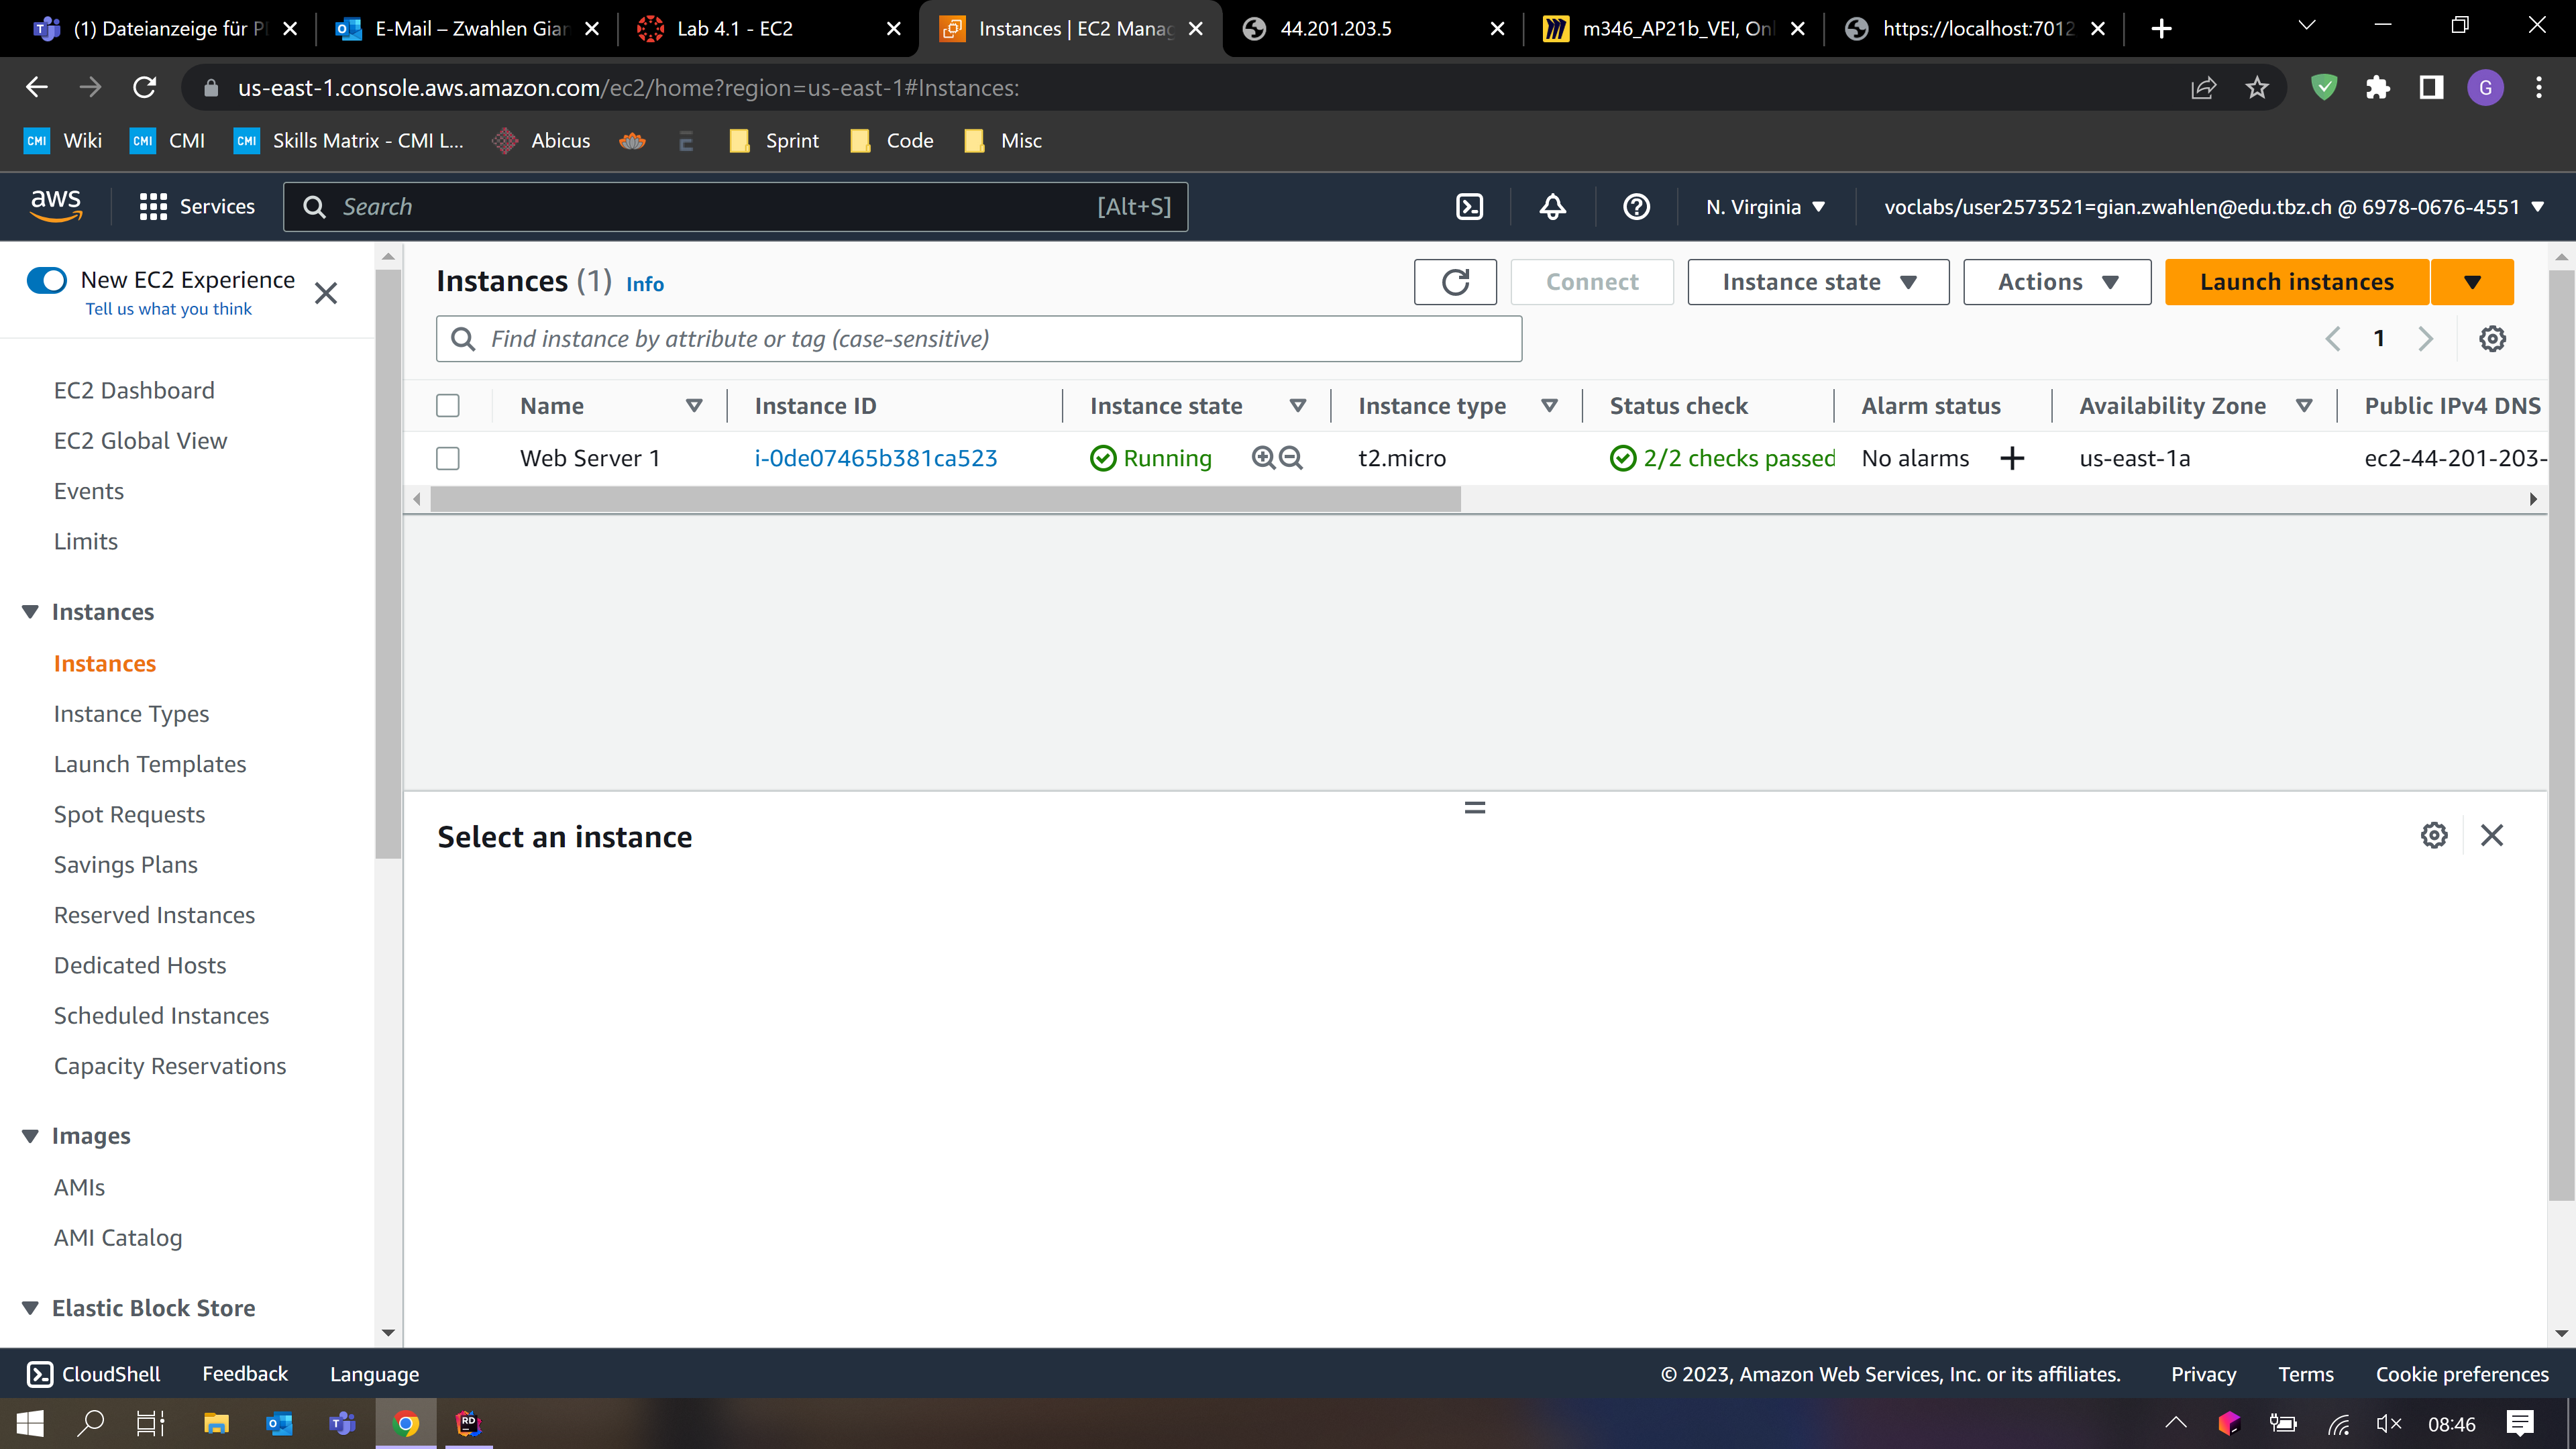 (1) Dateianzeige für P
E-Mail – Zwahlen Gian
Lab 4.1 - EC2
Instances | EC2 Manag
44.201.203.5
m346_AP21b_VEI, Onl
https://localhost:7012
us-east-1.console.aws.amazon.com/ec2/home?region=us-east-1#Instances:
G
CMI Wiki
CMI CMI
CMI Skills Matrix - CMI L...
Abicus
Sprint
Code
Misc
aws
Services
Search
[Alt+S]
N. Virginia
voclabs/user2573521=gian.zwahlen@edu.tbz.ch @ 6978-0676-4551
New EC2 Experience
Tell us what you think
EC2 Dashboard
EC2 Global View
Events
Limits
Instances
Instances
Instance Types
Launch Templates
Spot Requests
Savings Plans
Reserved Instances
Dedicated Hosts
Scheduled Instances
Capacity Reservations
Images
AMIs
AMI Catalog
Elastic Block Store
Instances (1) Info
Connect
Instance state
Actions
Launch instances
Find instance by attribute or tag (case-sensitive)
1
Name Instance ID Instance state Instance type Status check Alarm status Availability Zone Public IPv4 DNS
Web Server 1 i-0de07465b381ca523 Running t2.micro 2/2 checks passed No alarms us-east-1a ec2-44-201-203-
Select an instance
CloudShell
Feedback
Language
© 2023, Amazon Web Services, Inc. or its affiliates.
Privacy
Terms
Cookie preferences
RD
08:46